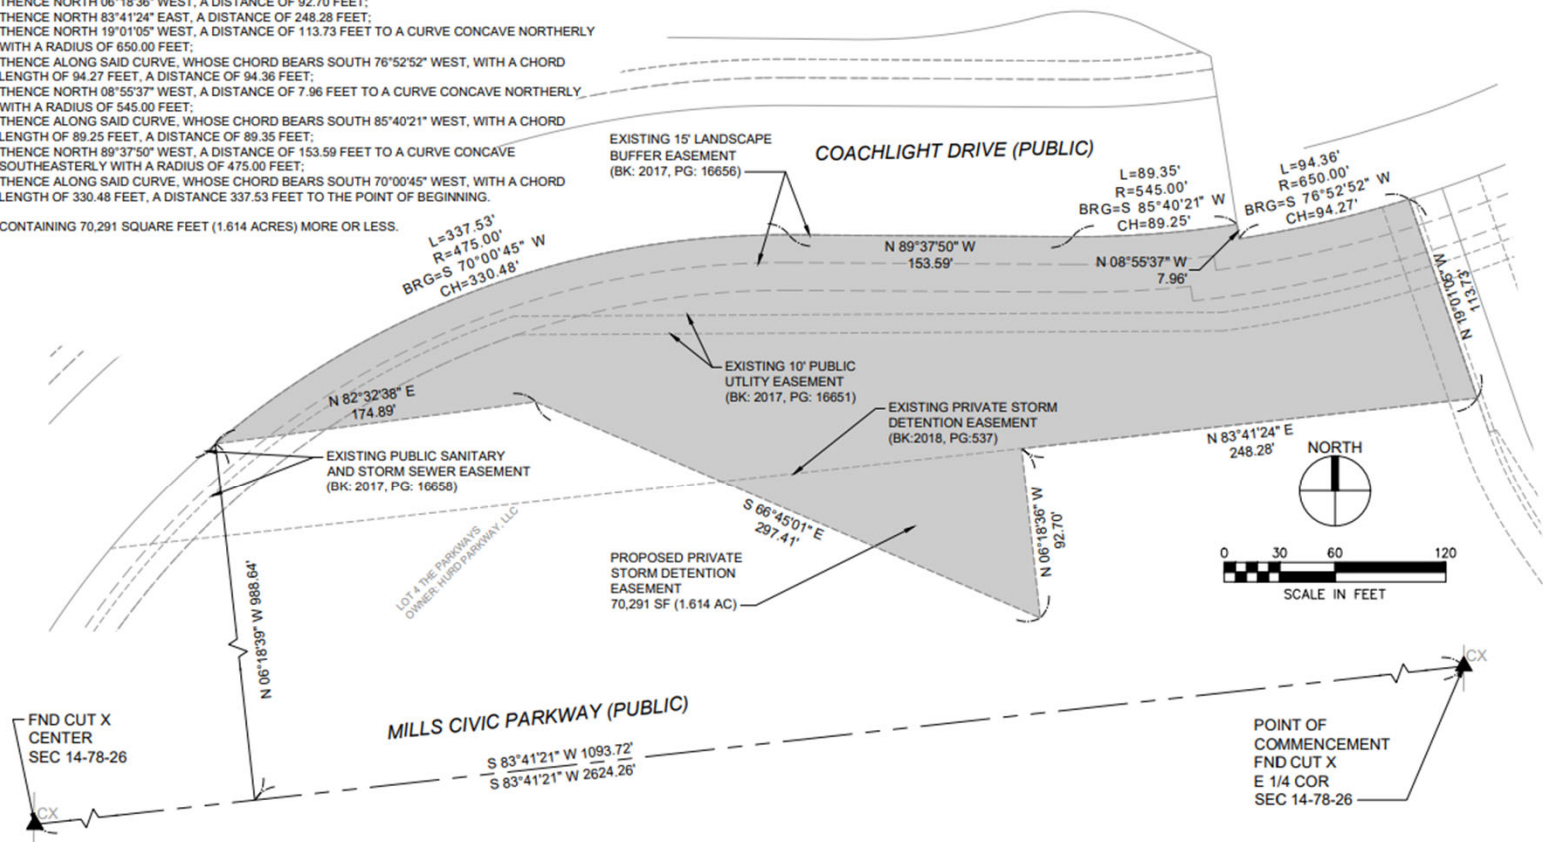 THENCE NORTH 06°18'36" WEST, A DISTANCE OF 92.70 FEET;
THENCE NORTH 83°41'24" EAST, A DISTANCE OF 248.28 FEET;
THENCE NORTH 19°01'05" WEST, A DISTANCE OF 113.73 FEET TO A CURVE CONCAVE NORTHERLY
WITH A RADIUS OF 650.00 FEET;
THENCE ALONG SAID CURVE, WHOSE CHORD BEARS SOUTH 76°52'52" WEST, WITH A CHORD
LENGTH OF 94.27 FEET, A DISTANCE OF 94.36 FEET;
THENCE NORTH 08°55'37" WEST, A DISTANCE OF 7.96 FEET TO A CURVE CONCAVE NORTHERLY
WITH A RADIUS OF 545.00 FEET;
THENCE ALONG SAID CURVE, WHOSE CHORD BEARS SOUTH 85°40'21" WEST, WITH A CHORD
LENGTH OF 89.25 FEET, A DISTANCE OF 89.35 FEET;
THENCE NORTH 89°37'50" WEST, A DISTANCE OF 153.59 FEET TO A CURVE CONCAVE
SOUTHEASTERLY WITH A RADIUS OF 475.00 FEET;
THENCE ALONG SAID CURVE, WHOSE CHORD BEARS SOUTH 70°00'45" WEST, WITH A CHORD
LENGTH OF 330.48 FEET, A DISTANCE 337.53 FEET TO THE POINT OF BEGINNING.
CONTAINING 70,291 SQUARE FEET (1.614 ACRES) MORE OR LESS.
EXISTING 15' LANDSCAPE
BUFFER EASEMENT
(BK: 2017, PG: 16656)
COACHLIGHT DRIVE (PUBLIC)
L=89.35'
R=545.00'
BRG=S 85°40'21" W
CH=89.25'
L=94.36'
R=650.00'
BRG=S 76°52'52" W
CH=94.27'
L=337.53'
R=475.00'
BRG=S 70°00'45" W
CH=330.48'
N 89°37'50" W
153.59'
N 08°55'37" W
7.96'
N 19°01'05" W
113.73'
EXISTING 10' PUBLIC
UTLITY EASEMENT
(BK: 2017, PG: 16651)
N 82°32'38" E
174.89'
EXISTING PRIVATE STORM
DETENTION EASEMENT
(BK:2018, PG:537)
N 83°41'24" E
248.28'
NORTH
EXISTING PUBLIC SANITARY
AND STORM SEWER EASEMENT
(BK: 2017, PG: 16658)
S 66°45'01" E
297.41'
N 06°18'36" W
92.70'
LOT 4 THE PARKWAYS
OWNER: HURD PARKWAY, LLC
PROPOSED PRIVATE
STORM DETENTION
EASEMENT
70,291 SF (1.614 AC)
0 30 60 120
SCALE IN FEET
N 06°18'39" W 988.64'
CX
FND CUT X
CENTER
SEC 14-78-26
MILLS CIVIC PARKWAY (PUBLIC)
S 83°41'21" W 1093.72'
S 83°41'21" W 2624.26'
POINT OF
COMMENCEMENT
FND CUT X
E 1/4 COR
SEC 14-78-26
CX